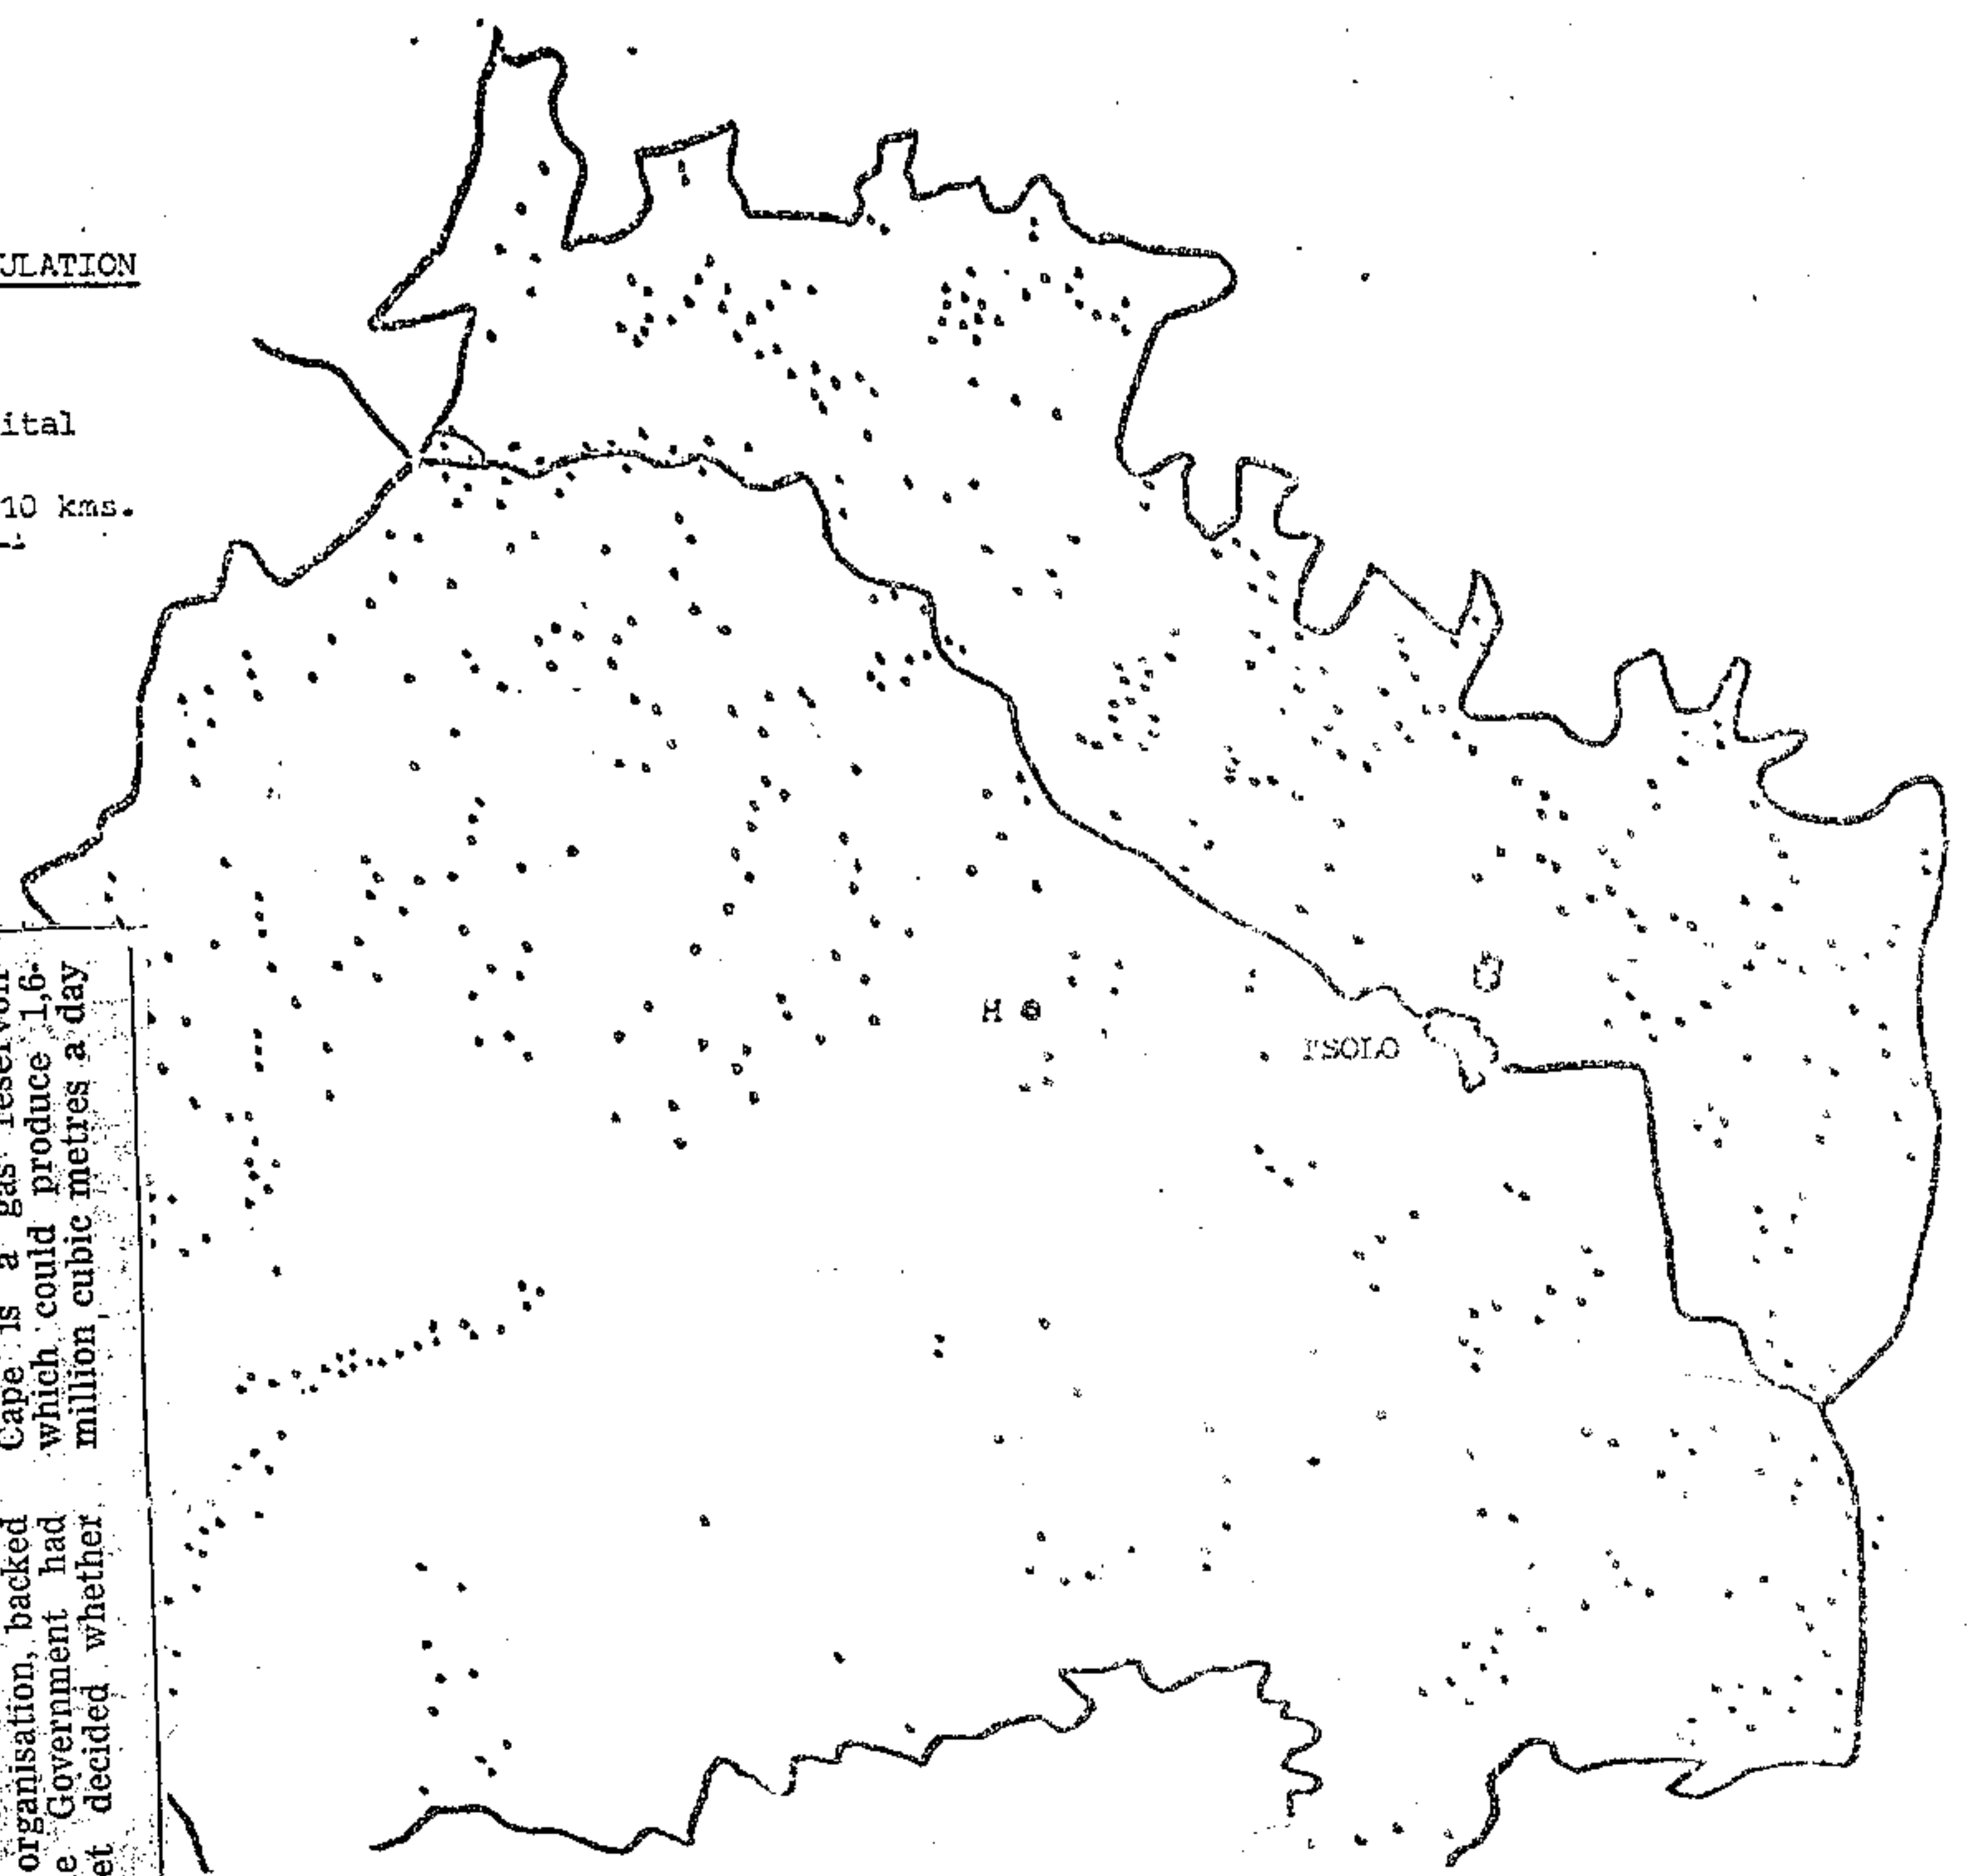 ULATION
ital
10 kms.
H
TSOLO
Cape is a gas reservoir
which could produce 1,6-
million cubic metres a day
organisation, backed
e Government had
et decided whether